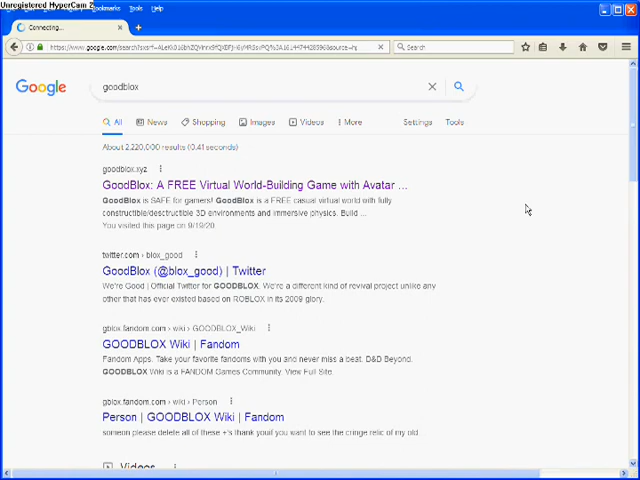 Unregistered HyperCam 2
Bookmarks Tools Help
Connecting...
Search
Google
goodblox
All News Shopping Images Videos More Settings Tools
About 2,220,000 results (0.41 seconds)
goodblox.xyz
GoodBlox: A FREE Virtual World-Building Game with Avatar ...
GoodBlox is SAFE for gamers! GoodBlox is a FREE casual virtual world with fully
constructible/desctructible 3D environments and immersive physics. Build ...
You visited this page on 9/19/20.
twitter.com › blox_good
GoodBlox (@blox_good) | Twitter
We're Good | Official Twitter for GOODBLOX. We're a different kind of revival project unlike any
other that has ever existed based on ROBLOX in its 2009 glory.
gblox.fandom.com › wiki › GOODBLOX_Wiki
GOODBLOX Wiki | Fandom
Fandom Apps. Take your favorite fandoms with you and never miss a beat. D&D Beyond.
GOODBLOX Wiki is a FANDOM Games Community. View Full Site.
gblox.fandom.com › wiki › Person
Person | GOODBLOX Wiki | Fandom
someone please delete all of these +'s thank youif you want to see the cringe relic of my old
Videos